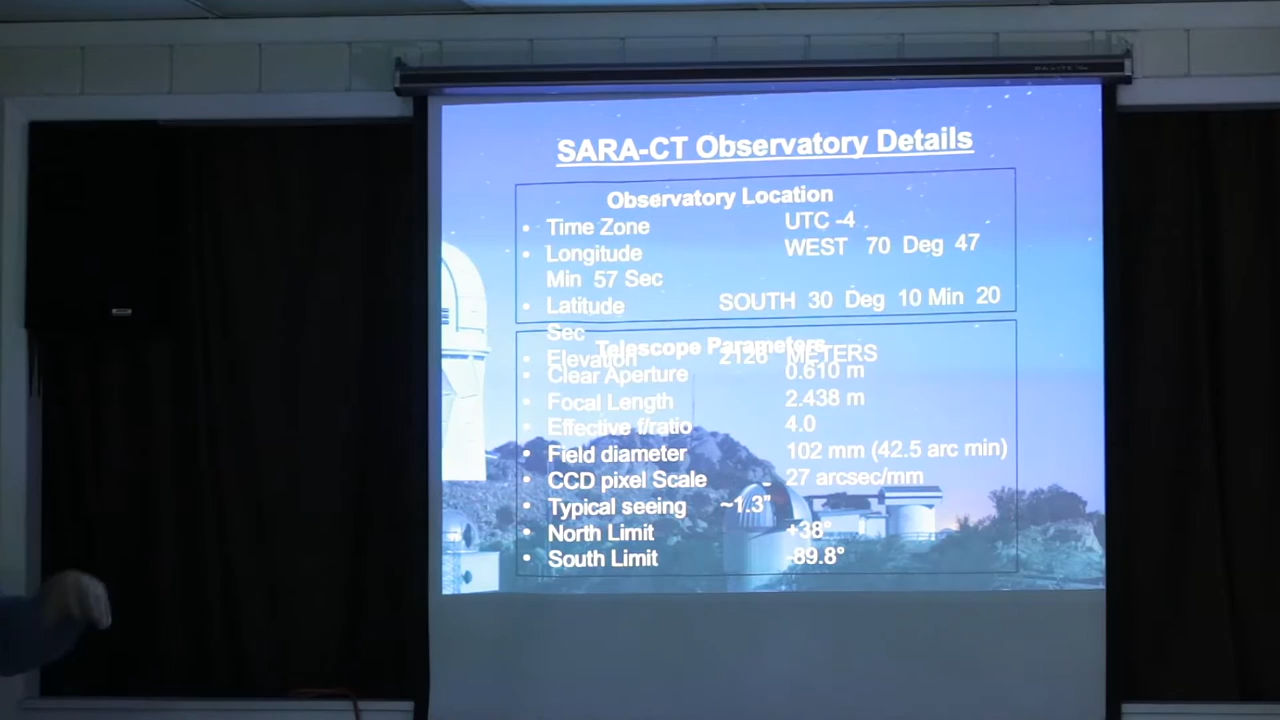 SARA-CT Observatory Details
Observatory Location
• Time Zone UTC -4
• Longitude WEST 70 Deg 47
Min 57 Sec
• Latitude SOUTH 30 Deg 10 Min 20
Sec
Telescope Parameters
• Elevation 2126 METERS
• Clear Aperture 0.610 m
• Focal Length 2.438 m
• Effective f/ratio 4.0
• Field diameter 102 mm (42.5 arc min)
• CCD pixel Scale 27 arcsec/mm
• Typical seeing ~1.3"
• North Limit +38°
• South Limit -89.8°